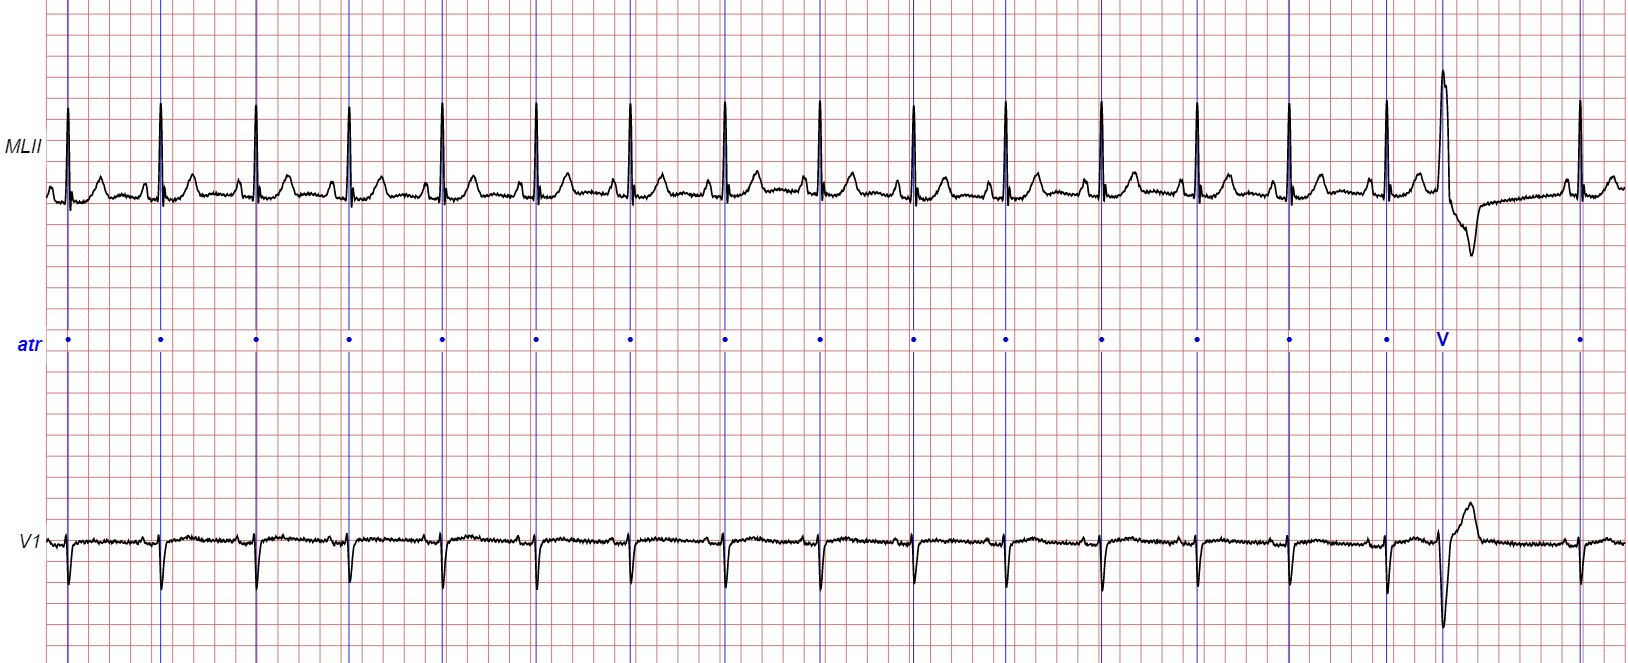 MLII
atr • • • • • • • • • • • • • • • V •
V1